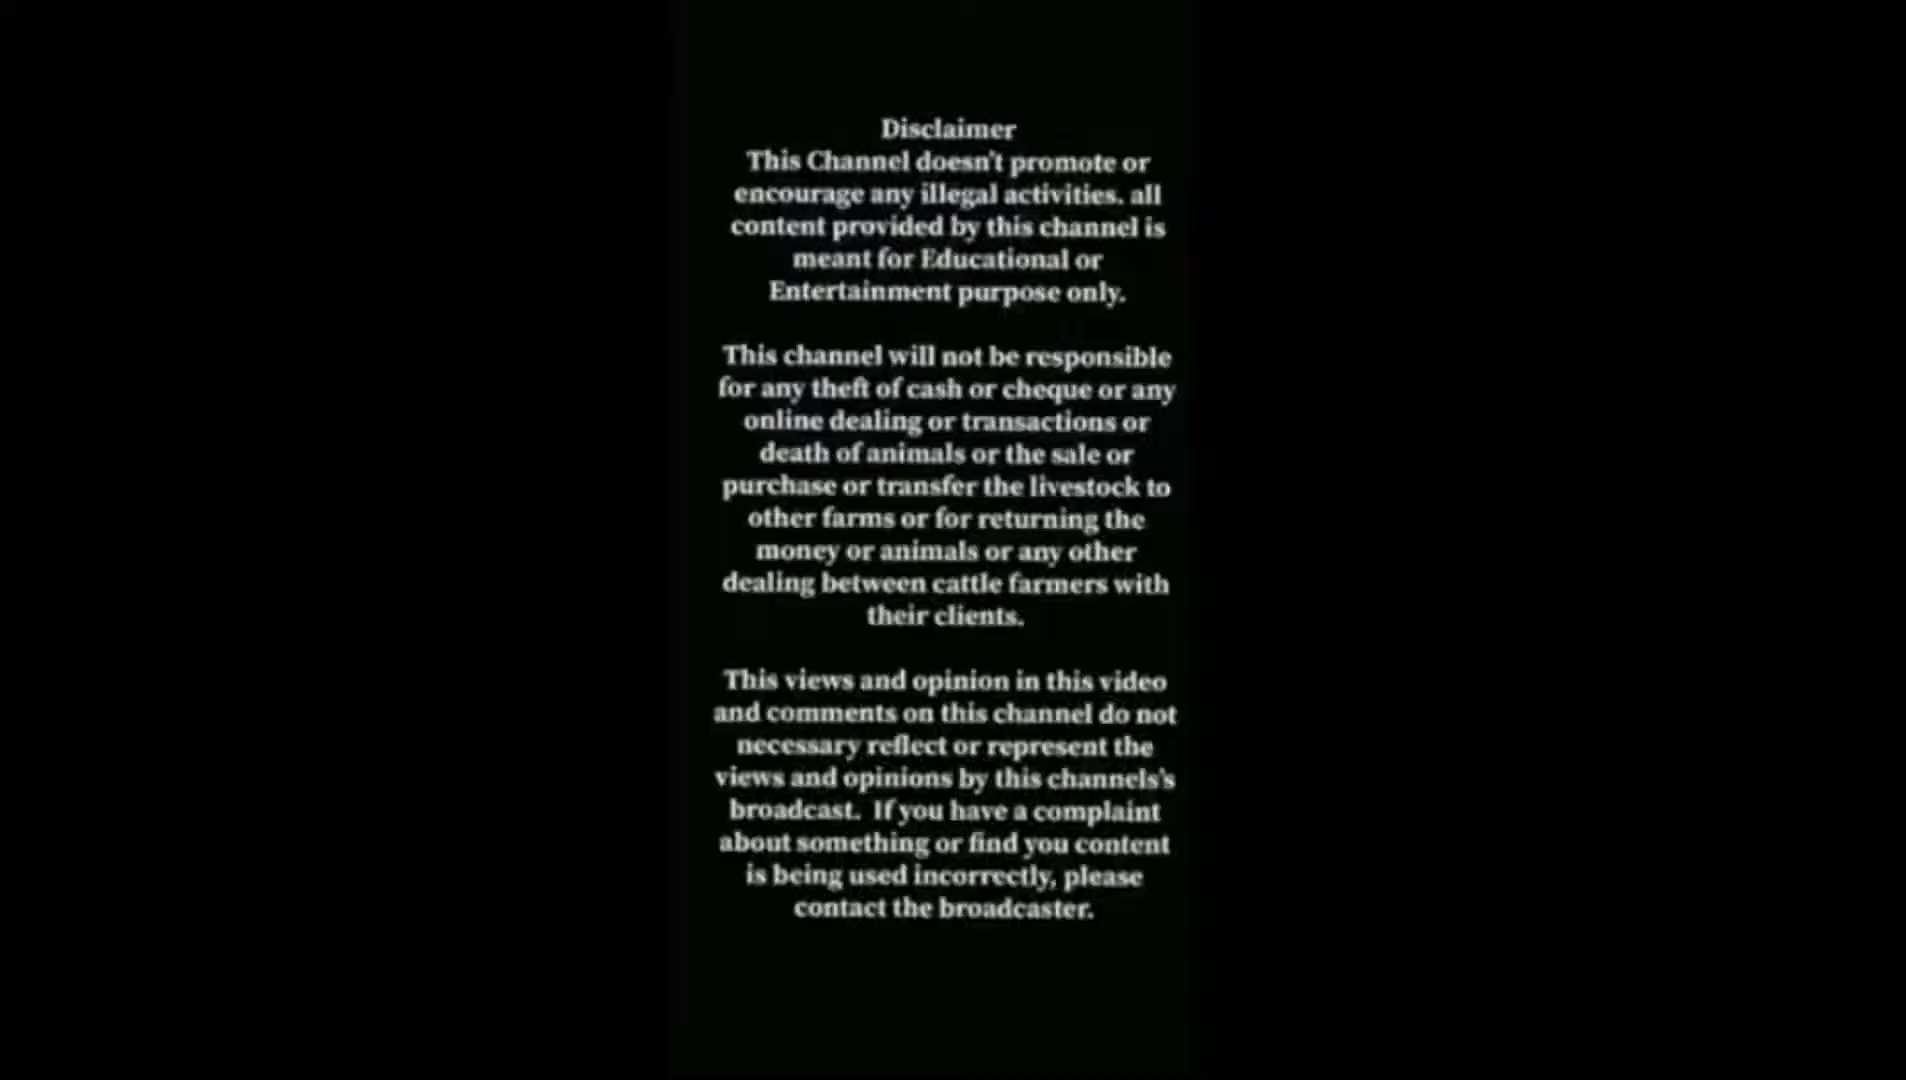 Disclaimer
This Channel doesn't promote or
encourage any illegal activities. all
content provided by this channel is
meant for Educational or
Entertainment purpose only.
This channel will not be responsible
for any theft of cash or cheque or any
online dealing or transactions or
death of animals or the sale or
purchase or transfer the livestock to
other farms or for returning the
money or animals or any other
dealing between cattle farmers with
their clients.
This views and opinion in this video
and comments on this channel do not
necessary reflect or represent the
views and opinions by this channels's
broadcast. If you have a complaint
about something or find you content
is being used incorrectly, please
contact the broadcaster.